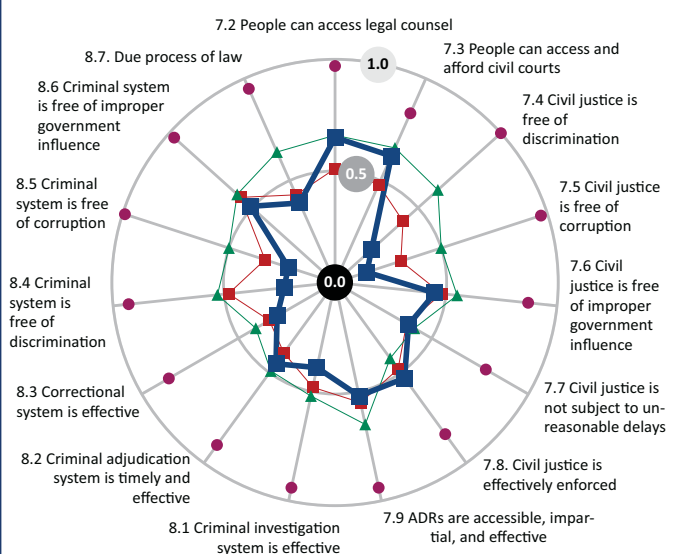 7.2 People can access legal counsel
1.0
7.3 People can access and
afford civil courts
7.4 Civil justice is
free of
discrimination
7.5 Civil justice
is free of
corruption
7.6 Civil
justice is free
of improper
government
influence
7.7 Civil justice is
not subject to un-
reasonable delays
7.8. Civil justice is
effectively enforced
7.9 ADRs are accessible, impar-
tial, and effective
8.1 Criminal investigation
system is effective
8.2 Criminal adjudication
system is timely and
effective
8.3 Correctional
system is effective
8.4 Criminal
system is
free of
discrimination
8.5 Criminal
system is free
of corruption
8.6 Criminal system
is free of improper
government
influence
8.7. Due process of law
0.5
0.0